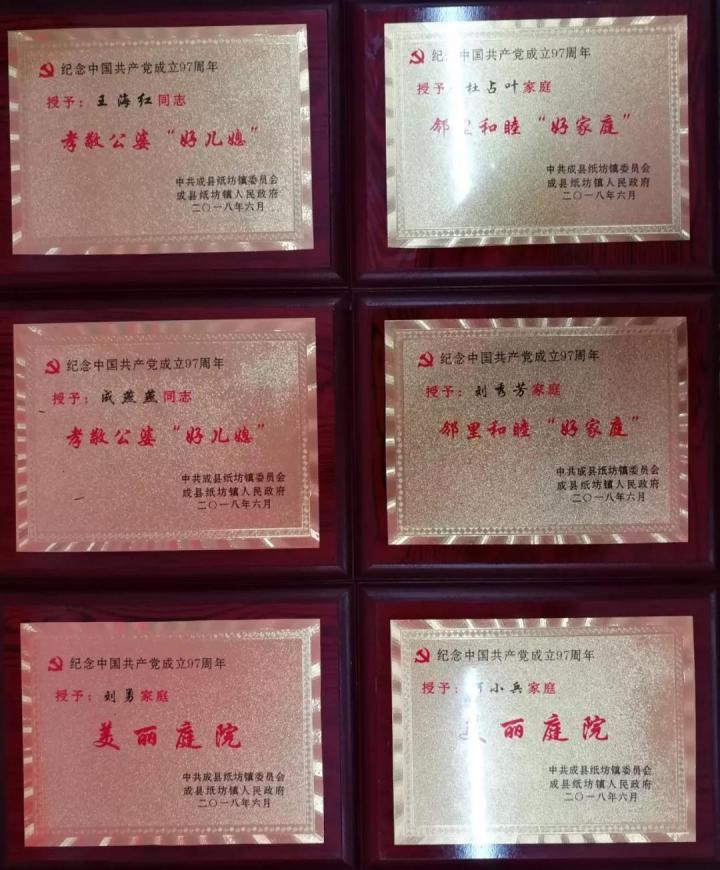 纪念中国共产党成立97周年
授予：王海红同志
孝敬公婆“好儿媳”
中共成县纸坊镇委员会
成县纸坊镇人民政府
二〇一八年六月
纪念中国共产党成立97周年
授予：杜占叶家庭
邻里和睦“好家庭”
中共成县纸坊镇委员会
成县纸坊镇人民政府
二〇一八年六月
纪念中国共产党成立97周年
授予：成燕燕同志
孝敬公婆“好儿媳”
中共成县纸坊镇委员会
成县纸坊镇人民政府
二〇一八年六月
纪念中国共产党成立97周年
授予：刘秀芳家庭
邻里和睦“好家庭”
中共成县纸坊镇委员会
成县纸坊镇人民政府
二〇一八年六月
纪念中国共产党成立97周年
授予：刘勇家庭
美丽庭院
中共成县纸坊镇委员会
成县纸坊镇人民政府
二〇一八年六月
纪念中国共产党成立97周年
授予：小兵家庭
美丽庭院
中共成县纸坊镇委员会
成县纸坊镇人民政府
二〇一八年六月